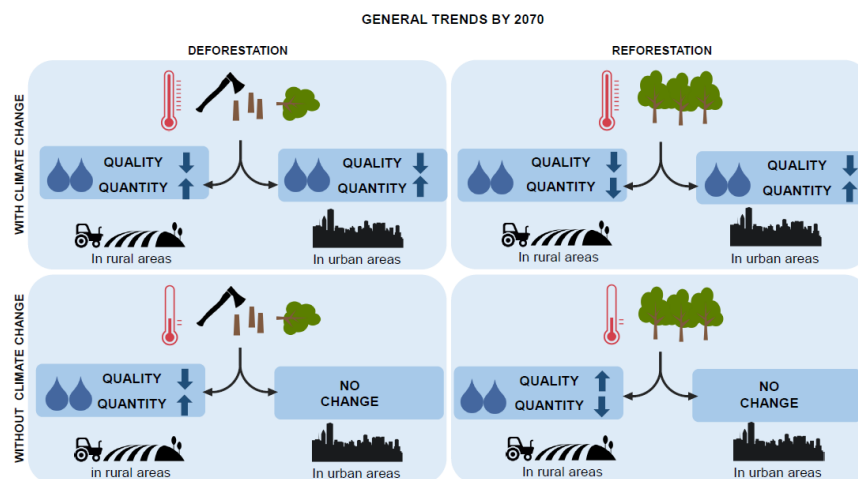 GENERAL TRENDS BY 2070
DEFORESTATION
REFORESTATION
WITH CLIMATE CHANGE
QUALITY
QUANTITY
In rural areas
QUALITY
QUANTITY
In urban areas
QUALITY
QUANTITY
In rural areas
QUALITY
QUANTITY
In urban areas
WITHOUT CLIMATE CHANGE
QUALITY
QUANTITY
in rural areas
NO
CHANGE
In urban areas
QUALITY
QUANTITY
In rural areas
NO
CHANGE
In urban areas